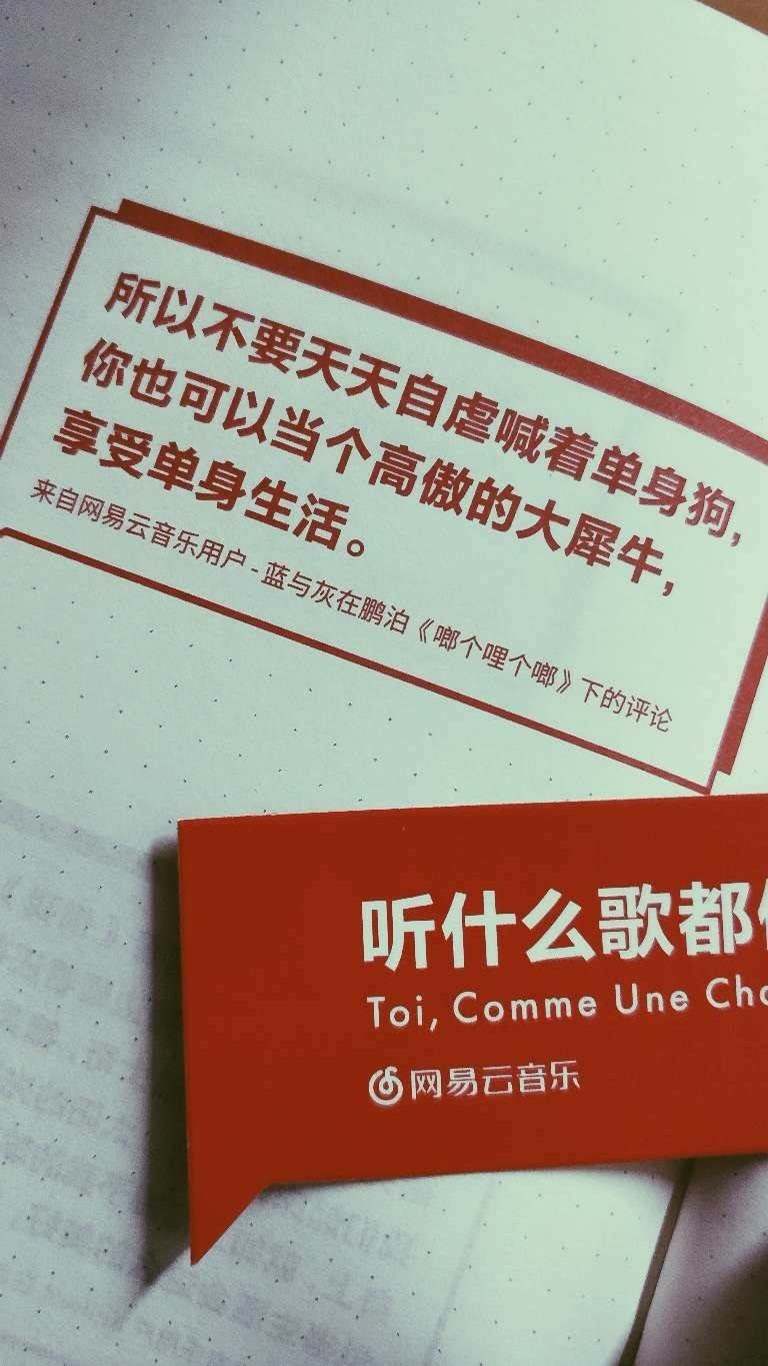 所以不要天天自虐喊着单身狗，
你也可以当个高傲的大犀牛，
享受单身生活。
来自网易云音乐用户-蓝与灰在鹏泊《啷个哩个啷》下的评论
听什么歌都
Toi, Comme Une Cho
网易云音乐